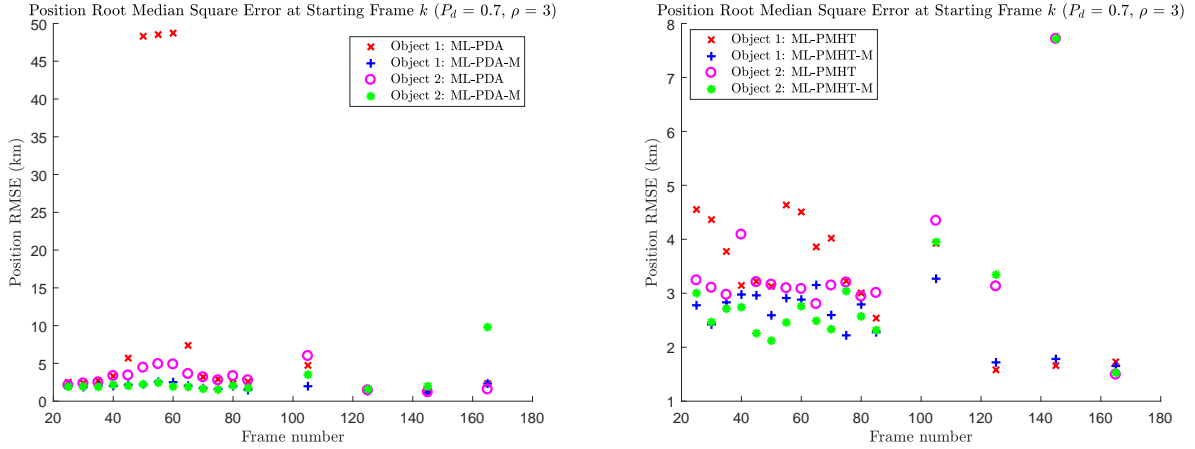 Position Root Median Square Error at Starting Frame k (P_d = 0.7, ρ = 3)
50
45
40
35
30
25
20
15
10
5
0
Position RMSE (km)
Object 1: ML-PDA
Object 1: ML-PDA-M
Object 2: ML-PDA
Object 2: ML-PDA-M
20 40 60 80 100 120 140 160 180
Frame number
Position Root Median Square Error at Starting Frame k (P_d = 0.7, ρ = 3)
8
7
6
5
4
3
2
1
Position RMSE (km)
Object 1: ML-PMHT
Object 1: ML-PMHT-M
Object 2: ML-PMHT
Object 2: ML-PMHT-M
20 40 60 80 100 120 140 160 180
Frame number